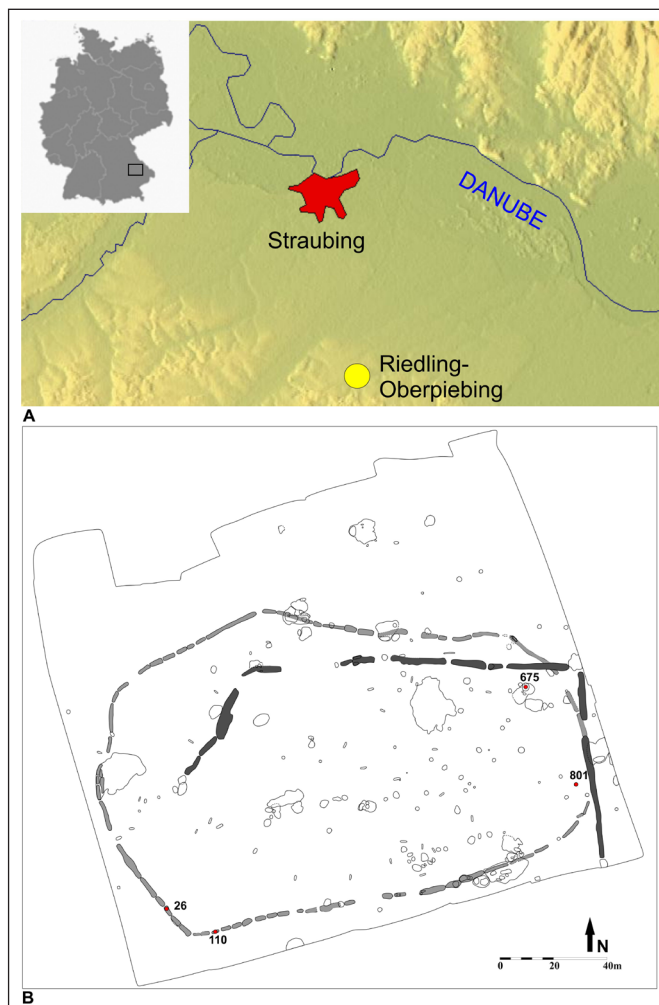 DANUBE
Straubing
Riedling-
Oberpiebing
A
675
801
26
110
N
0 20 40m
B